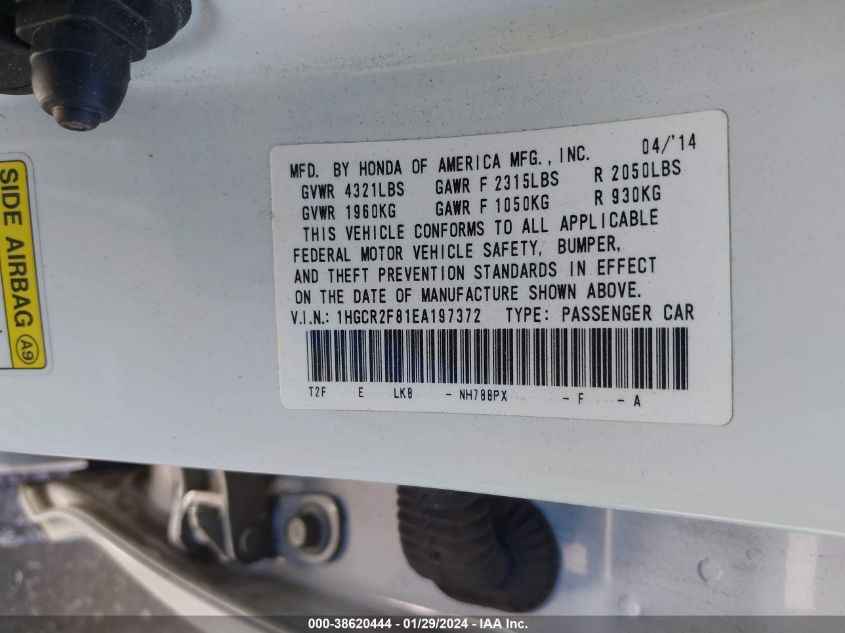 SIDE AIRBAG A9
04/'14
MFD. BY HONDA OF AMERICA MFG., INC.
GVWR 4321LBS GAWR F 2315LBS R 2050LBS
GVWR 1960KG GAWR F 1050KG R 930KG
THIS VEHICLE CONFORMS TO ALL APPLICABLE
FEDERAL MOTOR VEHICLE SAFETY, BUMPER,
AND THEFT PREVENTION STANDARDS IN EFFECT
ON THE DATE OF MANUFACTURE SHOWN ABOVE.
V.I.N.: 1HGCR2F81EA197372 TYPE: PASSENGER CAR
T2F E LK8 - NH788PX - F - A
000-38620444 - 01/29/2024 - IAA Inc.